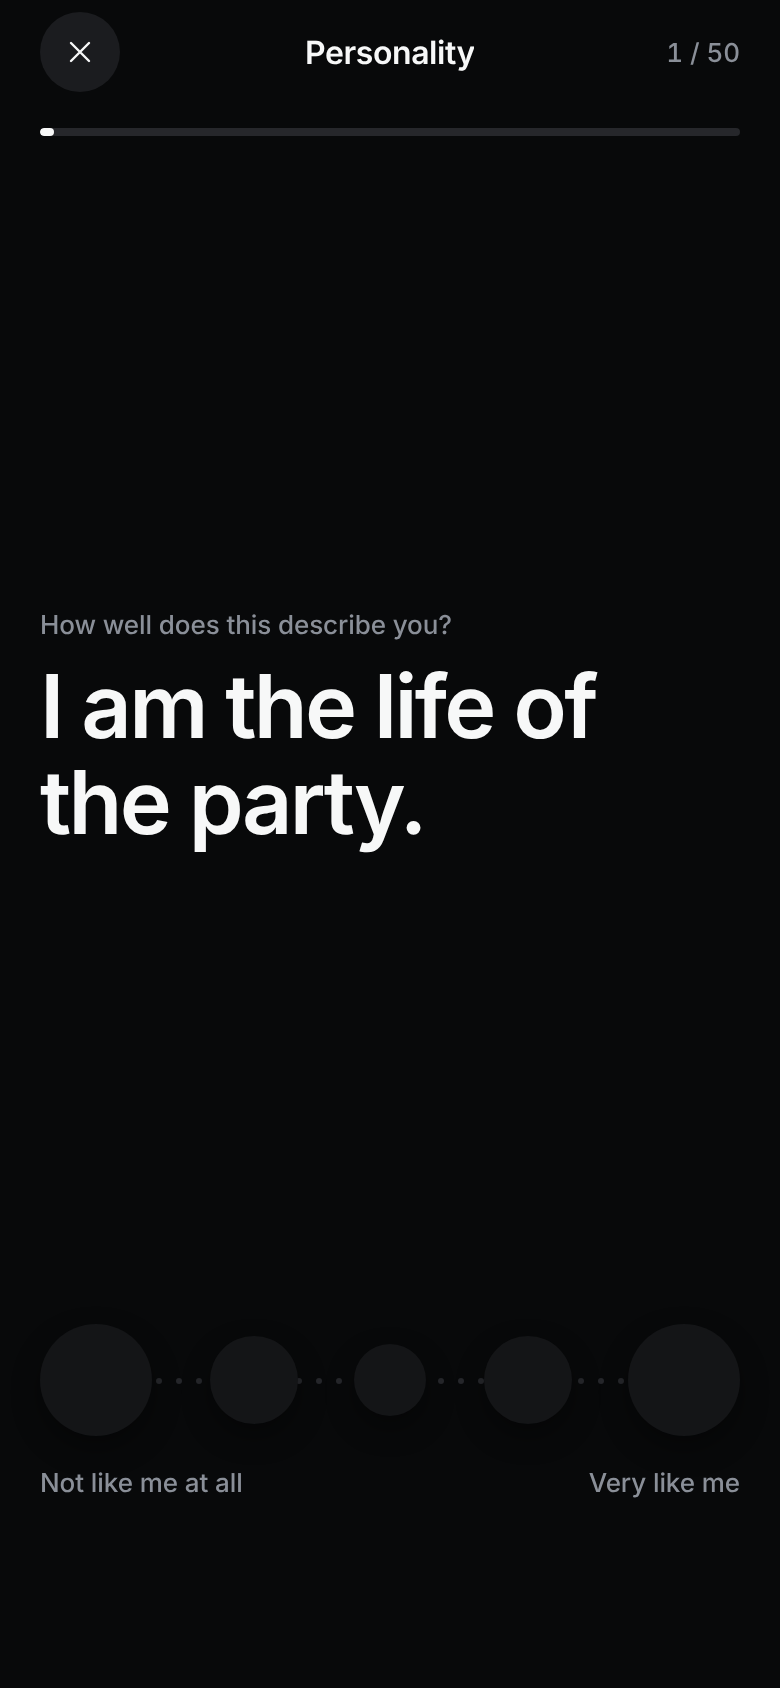 Personality
1 / 50
How well does this describe you?
I am the life of
the party.
Not like me at all
Very like me